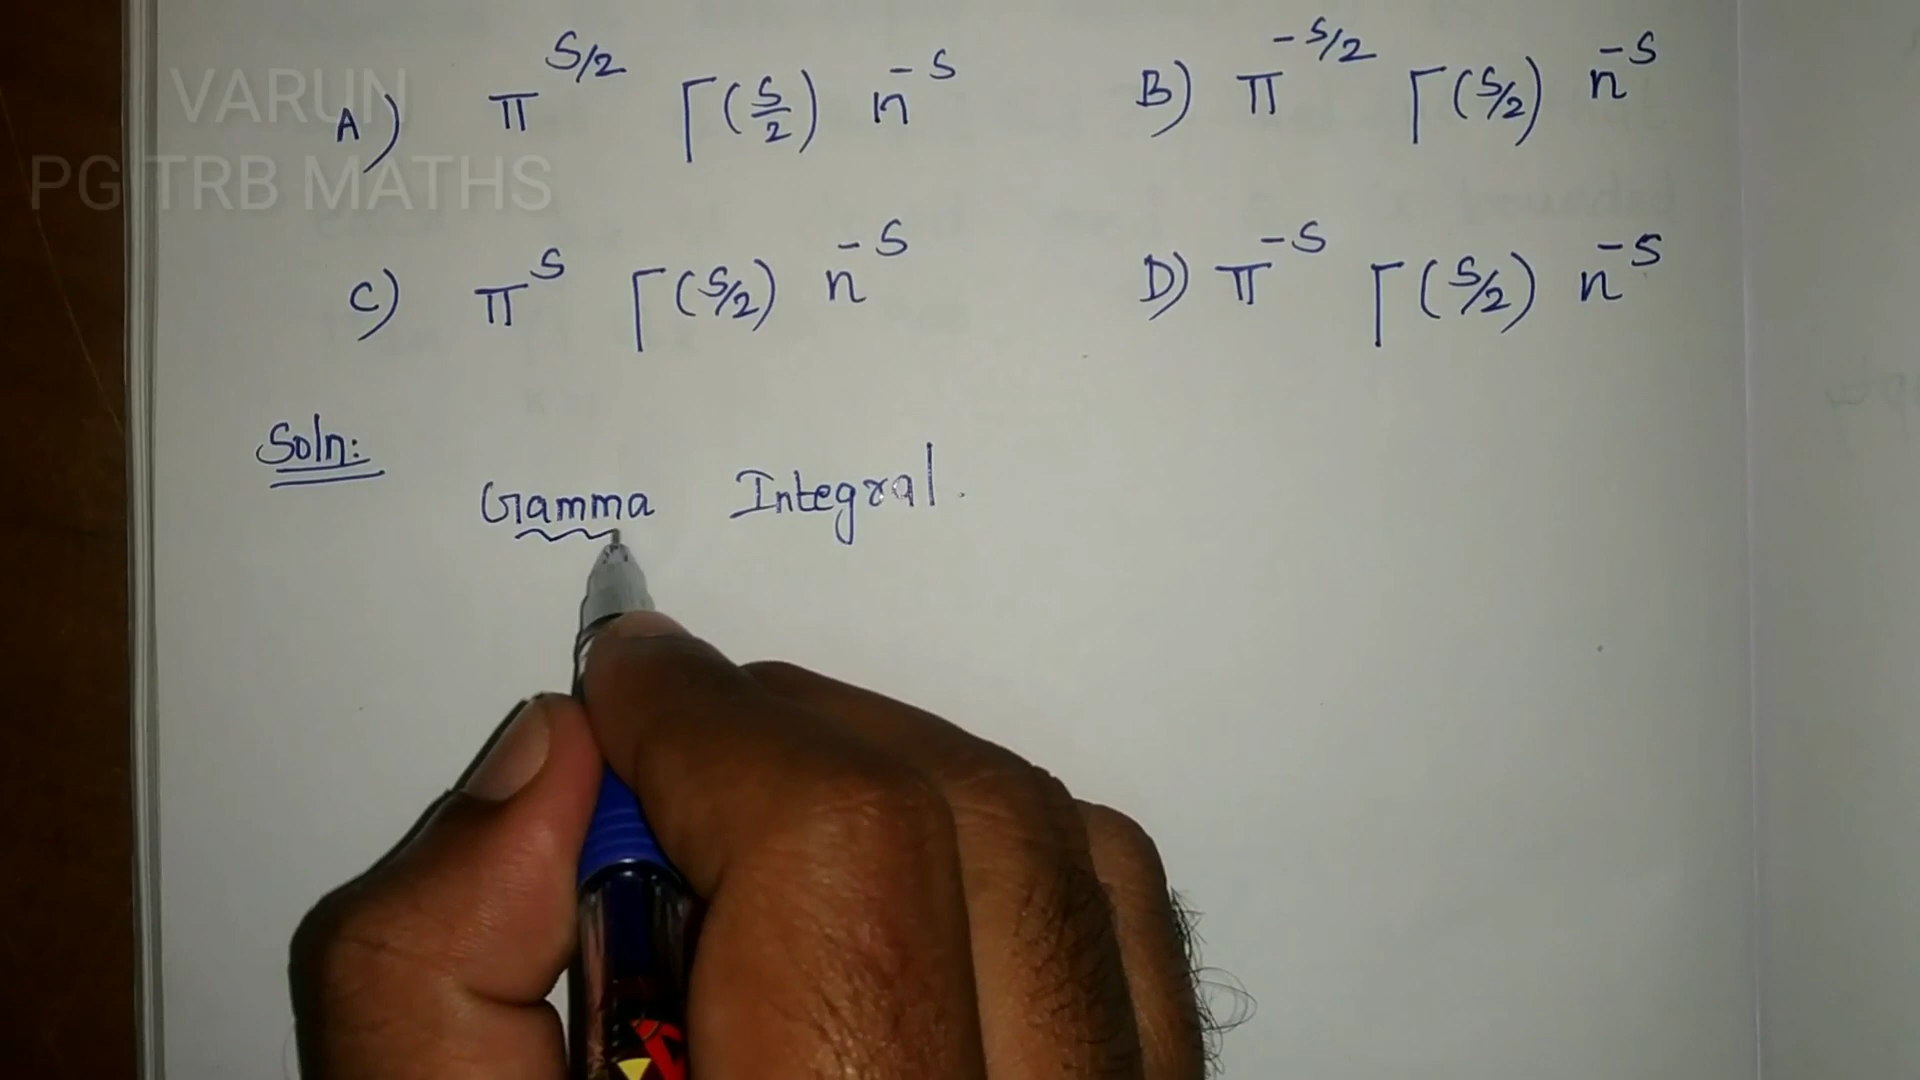 VARUN
PG TRB MATHS
A) π^{S/2} Γ(S/2) n^{-S} B) π^{-S/2} Γ(S/2) n^{-S}
C) π^{S} Γ(S/2) n^{-S} D) π^{-S} Γ(S/2) n^{-S}
Soln:
Gamma Integral.